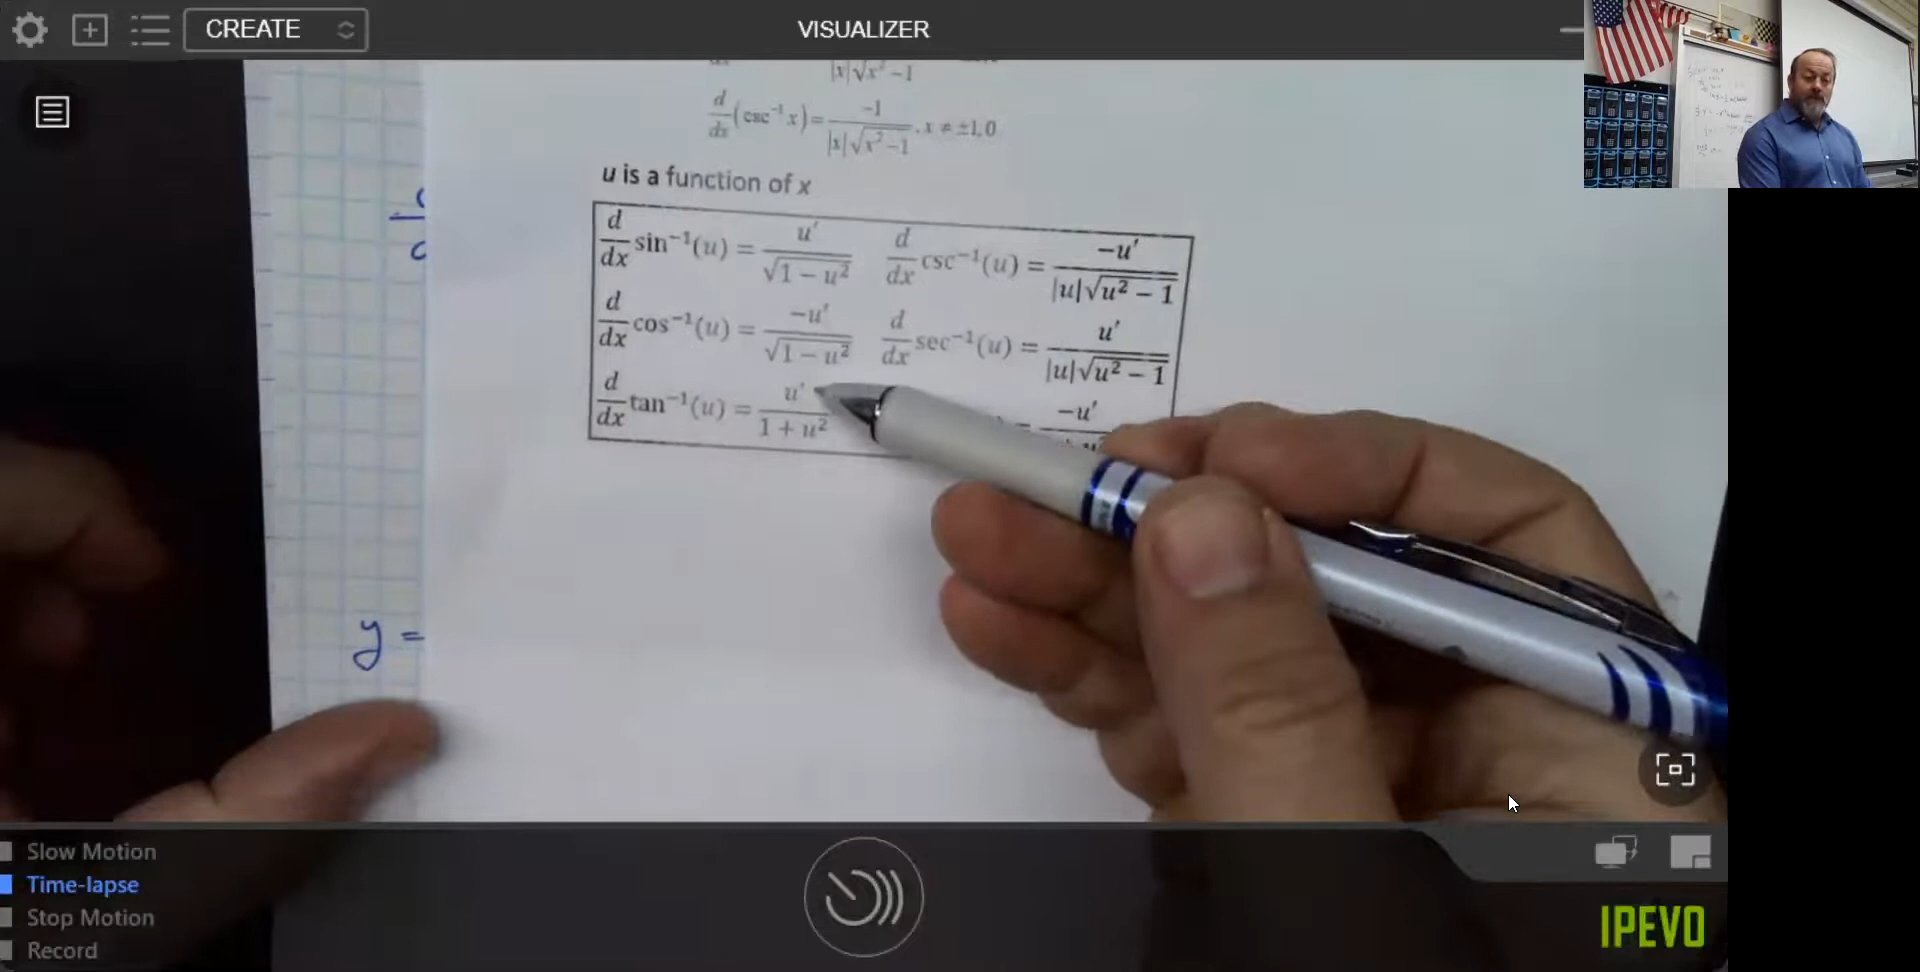 CREATE
VISUALIZER
|x|√x² −1
d/dx (csc⁻¹ x) = −1/(|x|√x² −1), x ≠ ±1,0
u is a function of x
d/dx sin⁻¹(u) = u′/√(1 − u²)   d/dx csc⁻¹(u) = −u′/(|u|√(u² − 1))
d/dx cos⁻¹(u) = −u′/√(1 − u²)   d/dx sec⁻¹(u) = u′/(|u|√(u² − 1))
d/dx tan⁻¹(u) = u′/(1 + u²)   = −u′
y =
Slow Motion
Time-lapse
Stop Motion
Record
IPEVO